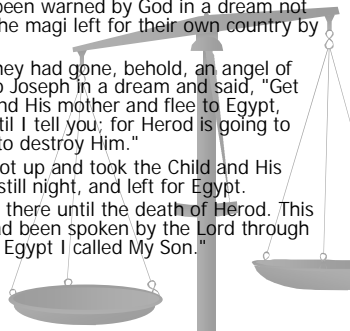 been warned by God in a dream not
he magi left for their own country by
hey had gone, behold, an angel of
Joseph in a dream and said, "Get
nd His mother and flee to Egypt,
til I tell you; for Herod is going to
to destroy Him."
ot up and took the Child and His
still night, and left for Egypt.
there until the death of Herod. This
d been spoken by the Lord through
Egypt I called My Son."